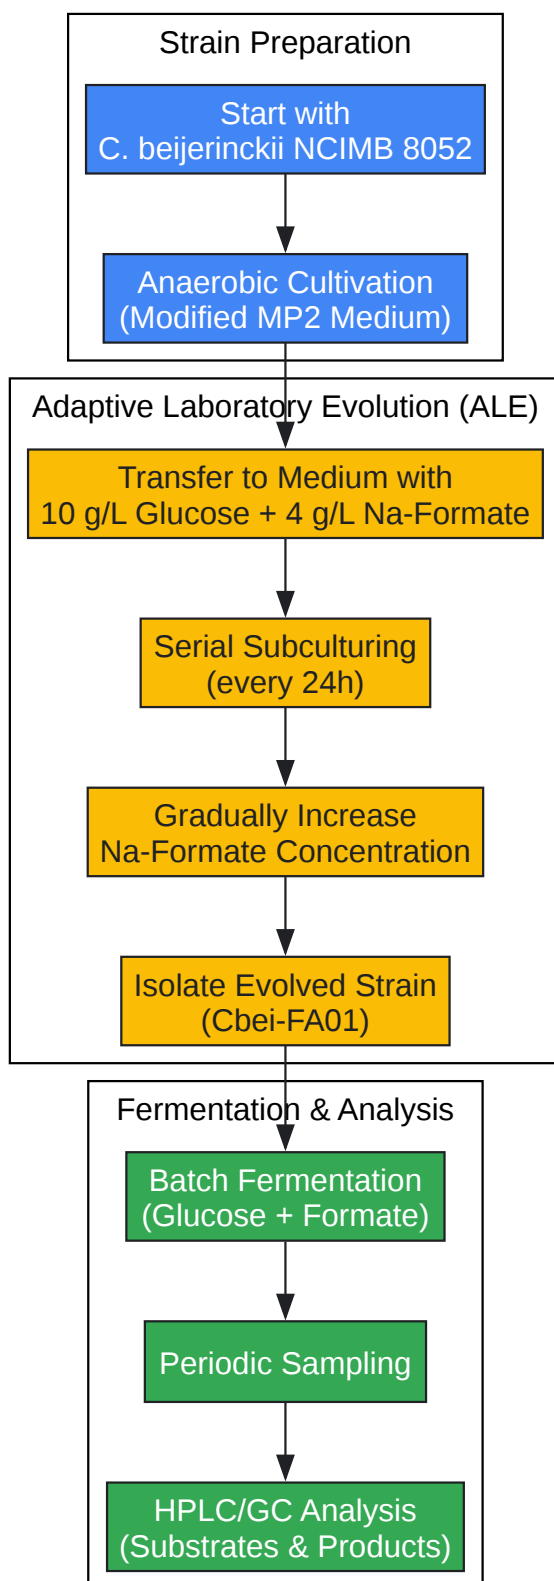 Strain Preparation
Start with
C. beijerinckii NCIMB 8052
Anaerobic Cultivation
(Modified MP2 Medium)
Adaptive Laboratory Evolution (ALE)
Transfer to Medium with
10 g/L Glucose + 4 g/L Na-Formate
Serial Subculturing
(every 24h)
Gradually Increase
Na-Formate Concentration
Isolate Evolved Strain
(Cbei-FA01)
Fermentation & Analysis
Batch Fermentation
(Glucose + Formate)
Periodic Sampling
HPLC/GC Analysis
(Substrates & Products)